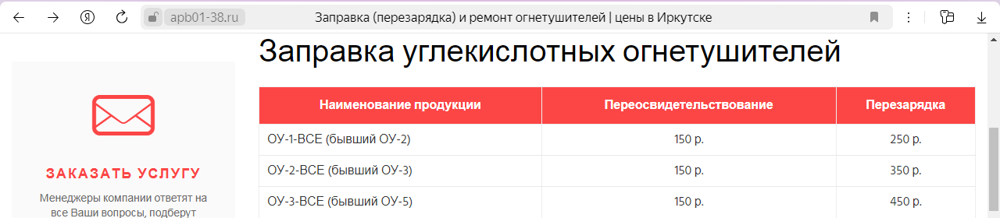 apb01-38.ru
Заправка (перезарядка) и ремонт огнетушителей | цены в Иркутске
Заправка углекислотных огнетушителей
ЗАКАЗАТЬ УСЛУГУ
Менеджеры компании ответят на
все Ваши вопросы, подберут
Наименование продукции Переосвидетельствование Перезарядка
ОУ-1-ВСЕ (бывший ОУ-2) 150 р. 250 р.
ОУ-2-ВСЕ (бывший ОУ-3) 150 р. 350 р.
ОУ-3-ВСЕ (бывший ОУ-5) 150 р. 450 р.